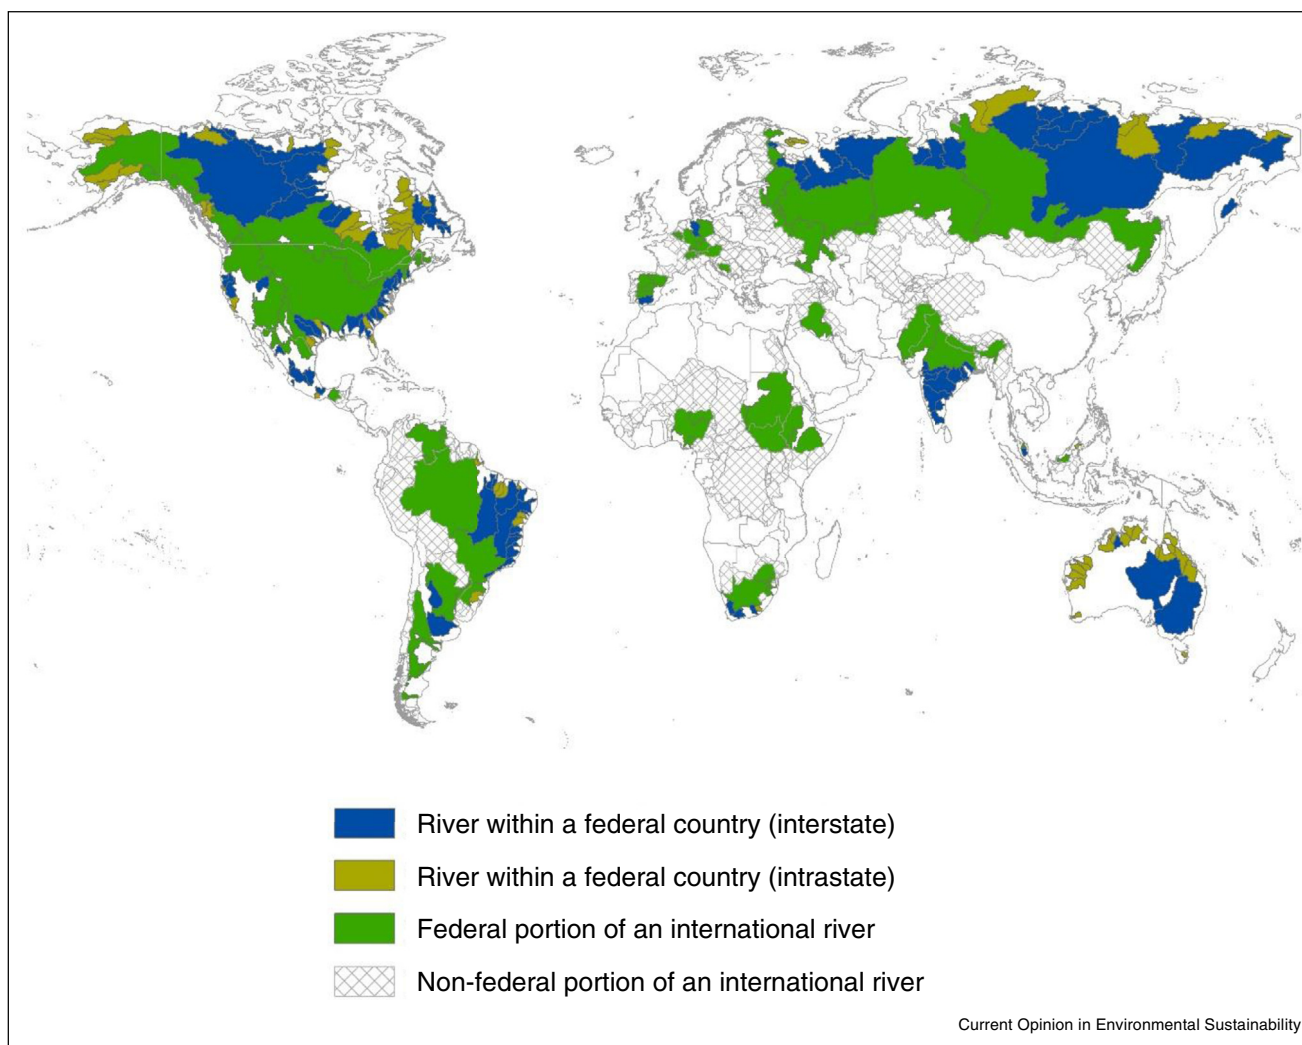 River within a federal country (interstate)
River within a federal country (intrastate)
Federal portion of an international river
Non-federal portion of an international river
Current Opinion in Environmental Sustainability